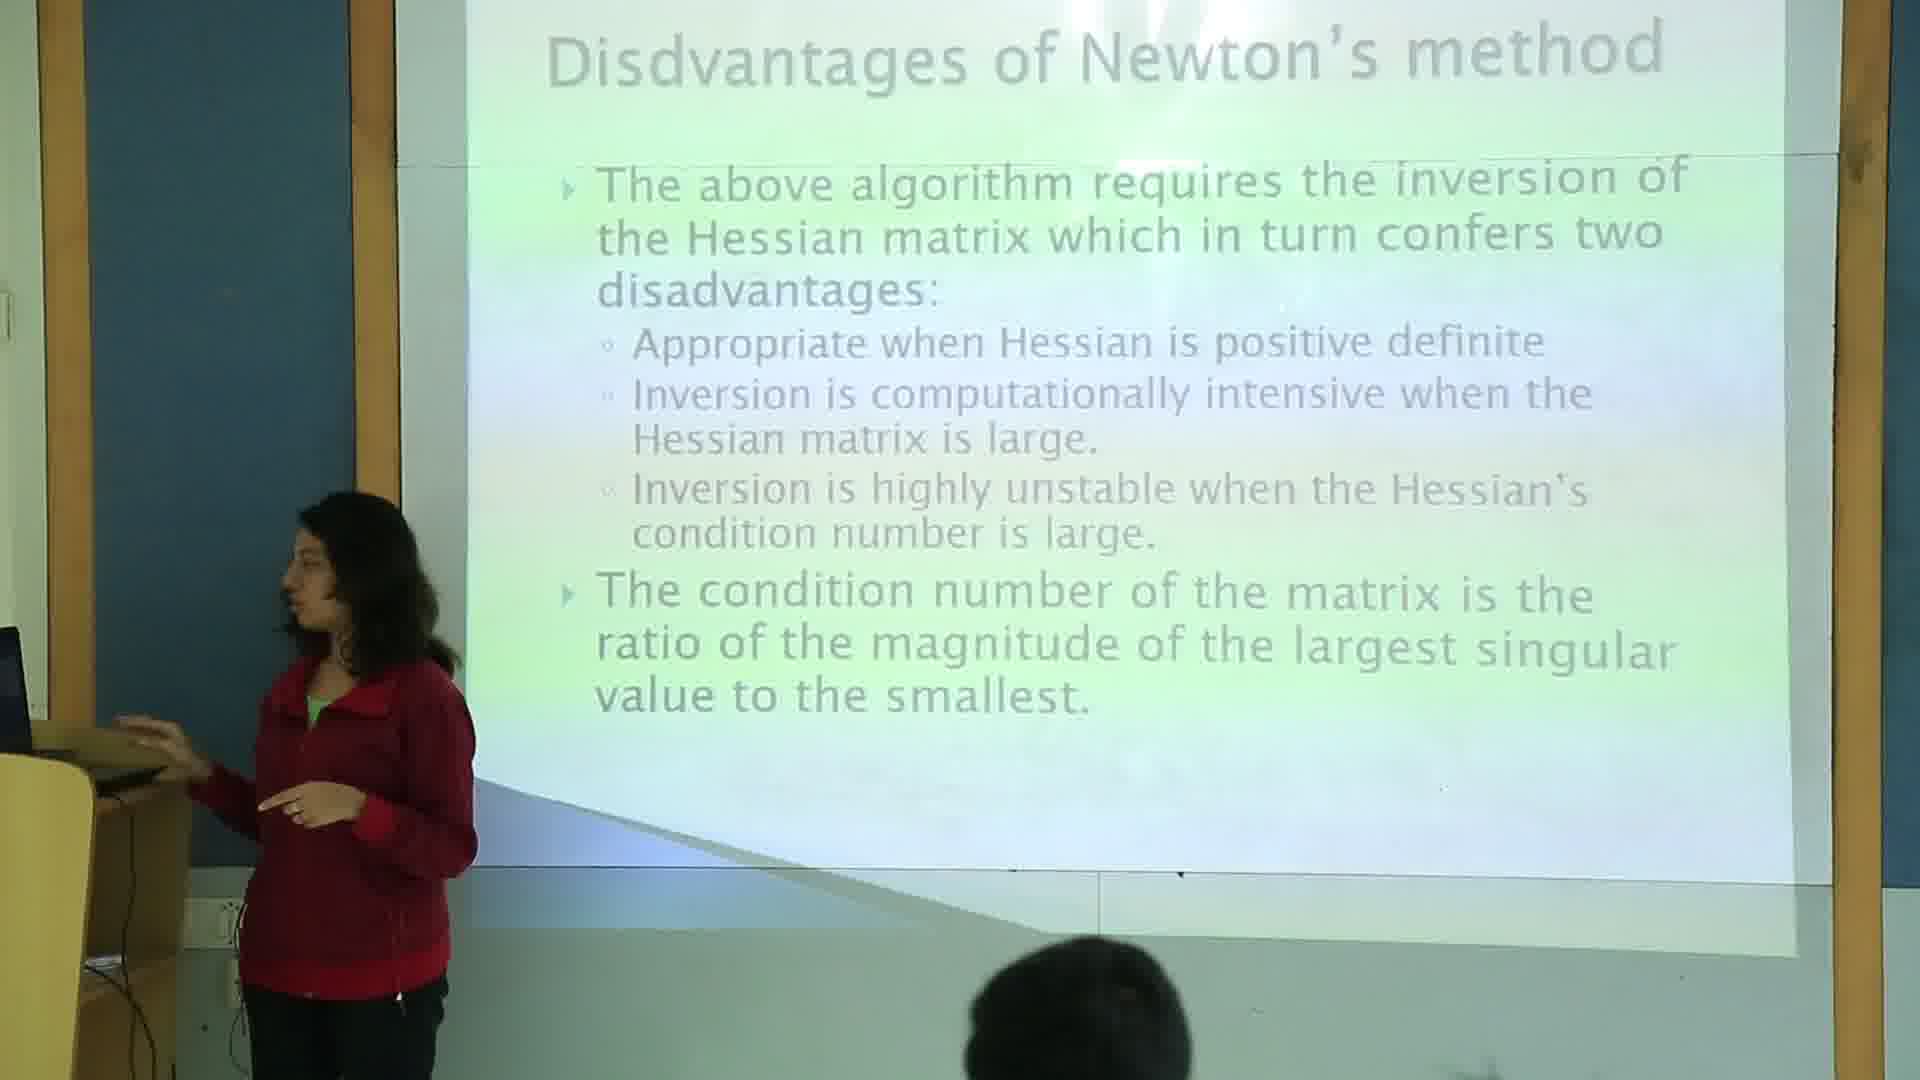 Disdvantages of Newton's method
The above algorithm requires the inversion of
the Hessian matrix which in turn confers two
disadvantages:
Appropriate when Hessian is positive definite
Inversion is computationally intensive when the
Hessian matrix is large.
Inversion is highly unstable when the Hessian's
condition number is large.
The condition number of the matrix is the
ratio of the magnitude of the largest singular
value to the smallest.